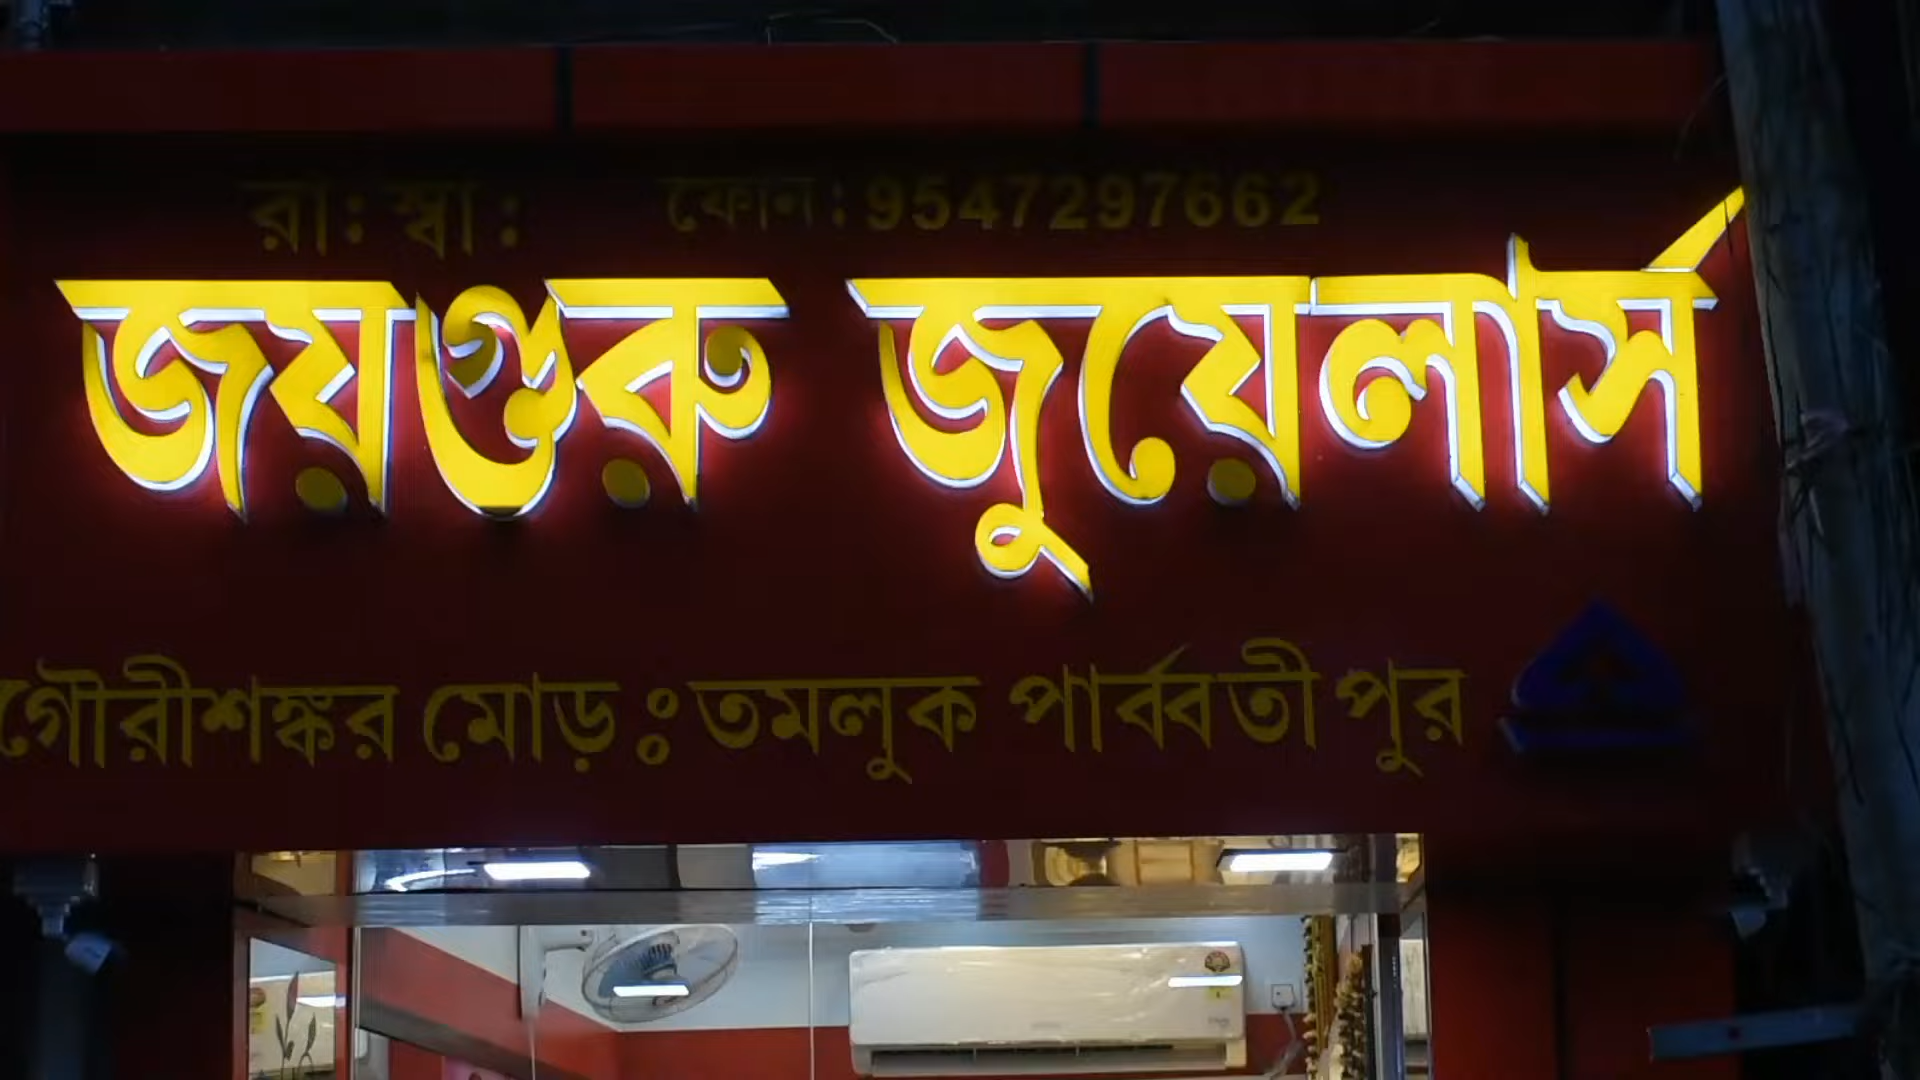 রা: স্বা: ফোন: 9547297662
জয়গুরু জুয়েলার্স
গৌরীশঙ্কর মোড় ঃ তমলুক পার্ব্বতী পুর